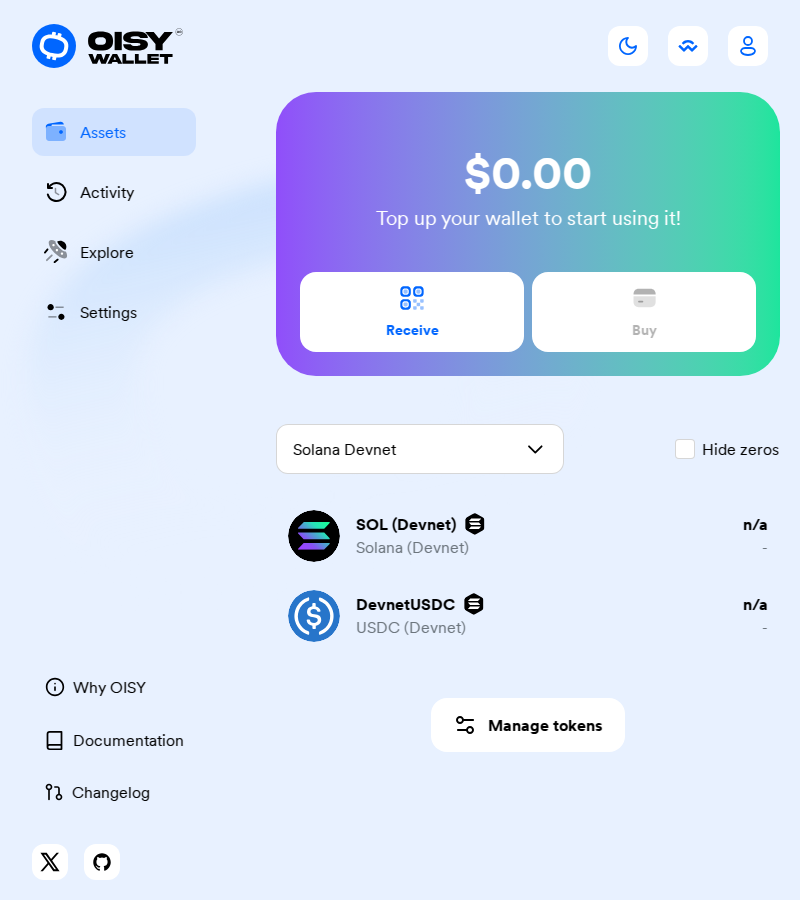 OISY
WALLET
Assets
Activity
Explore
Settings
$0.00
Top up your wallet to start using it!
Receive
Buy
Solana Devnet
Hide zeros
SOL (Devnet)
n/a
Solana (Devnet)
-
DevnetUSDC
n/a
USDC (Devnet)
-
Manage tokens
Why OISY
Documentation
Changelog